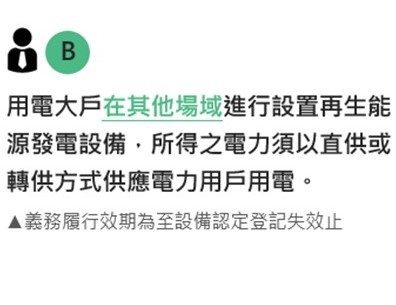 B
用電大戶在其他場域進行設置再生能
源發電設備，所得之電力須以直供或
轉供方式供應電力用戶用電。
▲義務履行效期為至設備認定登記失效止